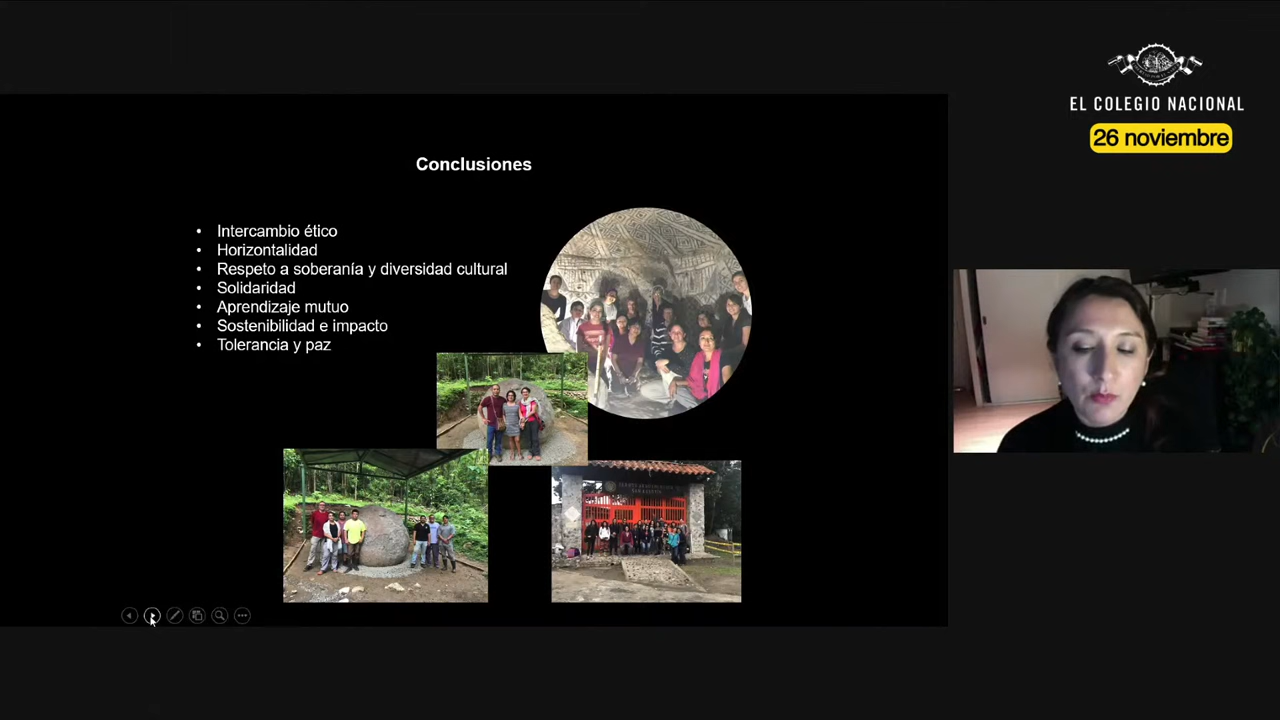 EL COLEGIO NACIONAL
26 noviembre
Conclusiones
• Intercambio ético
• Horizontalidad
• Respeto a soberanía y diversidad cultural
• Solidaridad
• Aprendizaje mutuo
• Sostenibilidad e impacto
• Tolerancia y paz